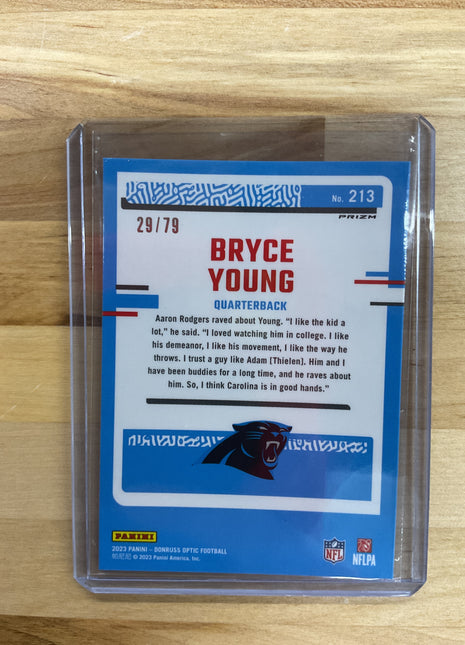 No. 213
PRIZM
29/79
BRYCE
YOUNG
QUARTERBACK
Aaron Rodgers raved about Young. “I like the kid a
lot,” he said. “I loved watching him in college. I like
his demeanor, I like his movement, I like the way he
throws. I trust a guy like Adam [Thielen]. Him and I
have been buddies for a long time, and he raves about
him. So, I think Carolina is in good hands.”
PANINI
2023 PANINI – DONRUSS OPTIC FOOTBALL
© 2023 Panini America, Inc.
NFL
NFLPA